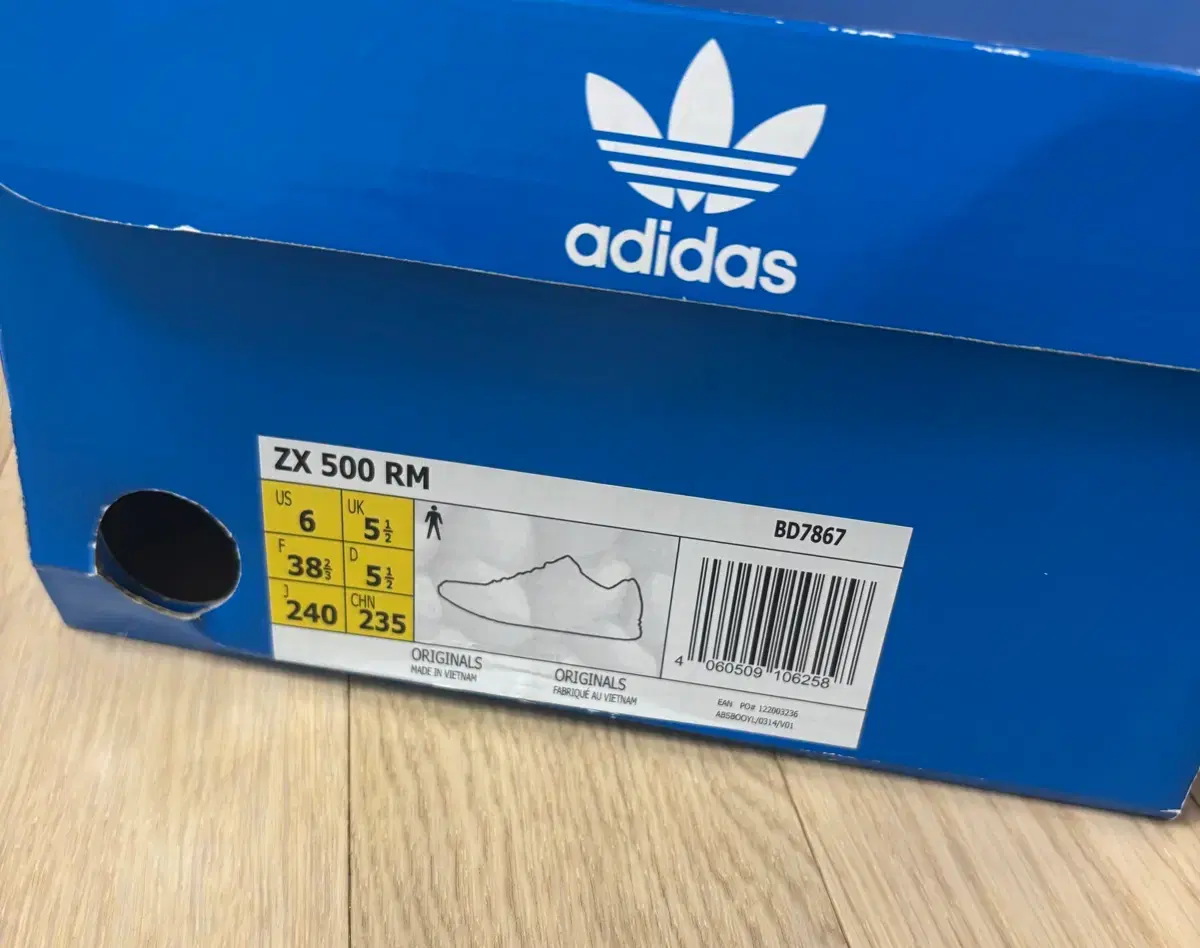 adidas
ZX 500 RM
BD7867
US 6
UK 5½
F 38⅔
D 5½
J 240
CHN 235
4 060509 106258
ORIGINALS
MADE IN VIETNAM
ORIGINALS
FABRIQUÉ AU VIETNAM
EAN PO# 122003236